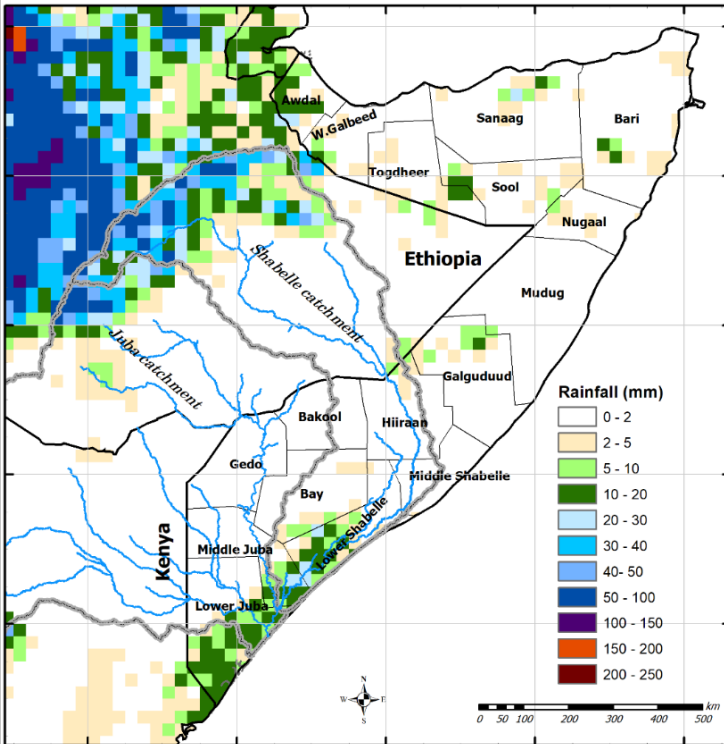 Awdal
W.Galbeed
Sanaag
Bari
Togdheer
Sool
Nugaal
Ethiopia
Shabelle catchment
Mudug
Juba catchment
Galguduud
Bakool
Hiiraan
Gedo
Middle Shabelle
Bay
Lower Shabelle
Kenya
Middle Juba
Lower Juba
Rainfall (mm)
0 - 2
2 - 5
5 - 10
10 - 20
20 - 30
30 - 40
40- 50
50 - 100
100 - 150
150 - 200
200 - 250
N
W E
S
km
0 50 100 200 300 400 500